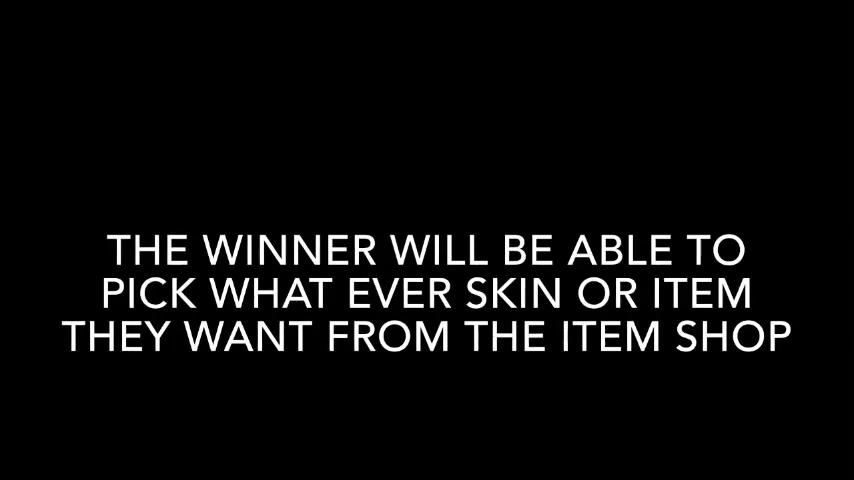 THE WINNER WILL BE ABLE TO
PICK WHAT EVER SKIN OR ITEM
THEY WANT FROM THE ITEM SHOP